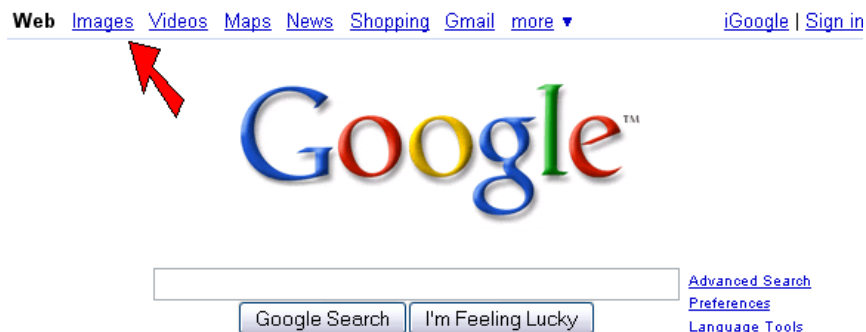 Web Images Videos Maps News Shopping Gmail more ▼ iGoogle | Sign in
Google™
Advanced Search
Preferences
Google Search I'm Feeling Lucky Language Tools